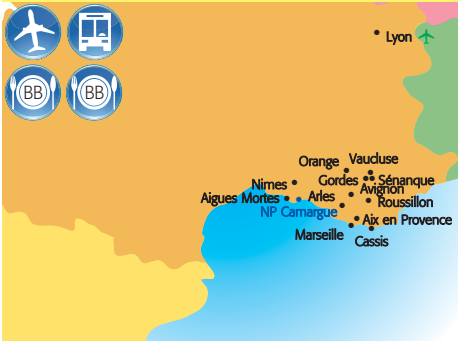 Lyon
BB
BB
Orange
Vaucluse
Gordes
Sénanque
Nimes
Avignon
Aigues Mortes
Arles
Roussillon
NP Camargue
Aix en Provence
Marseille
Cassis